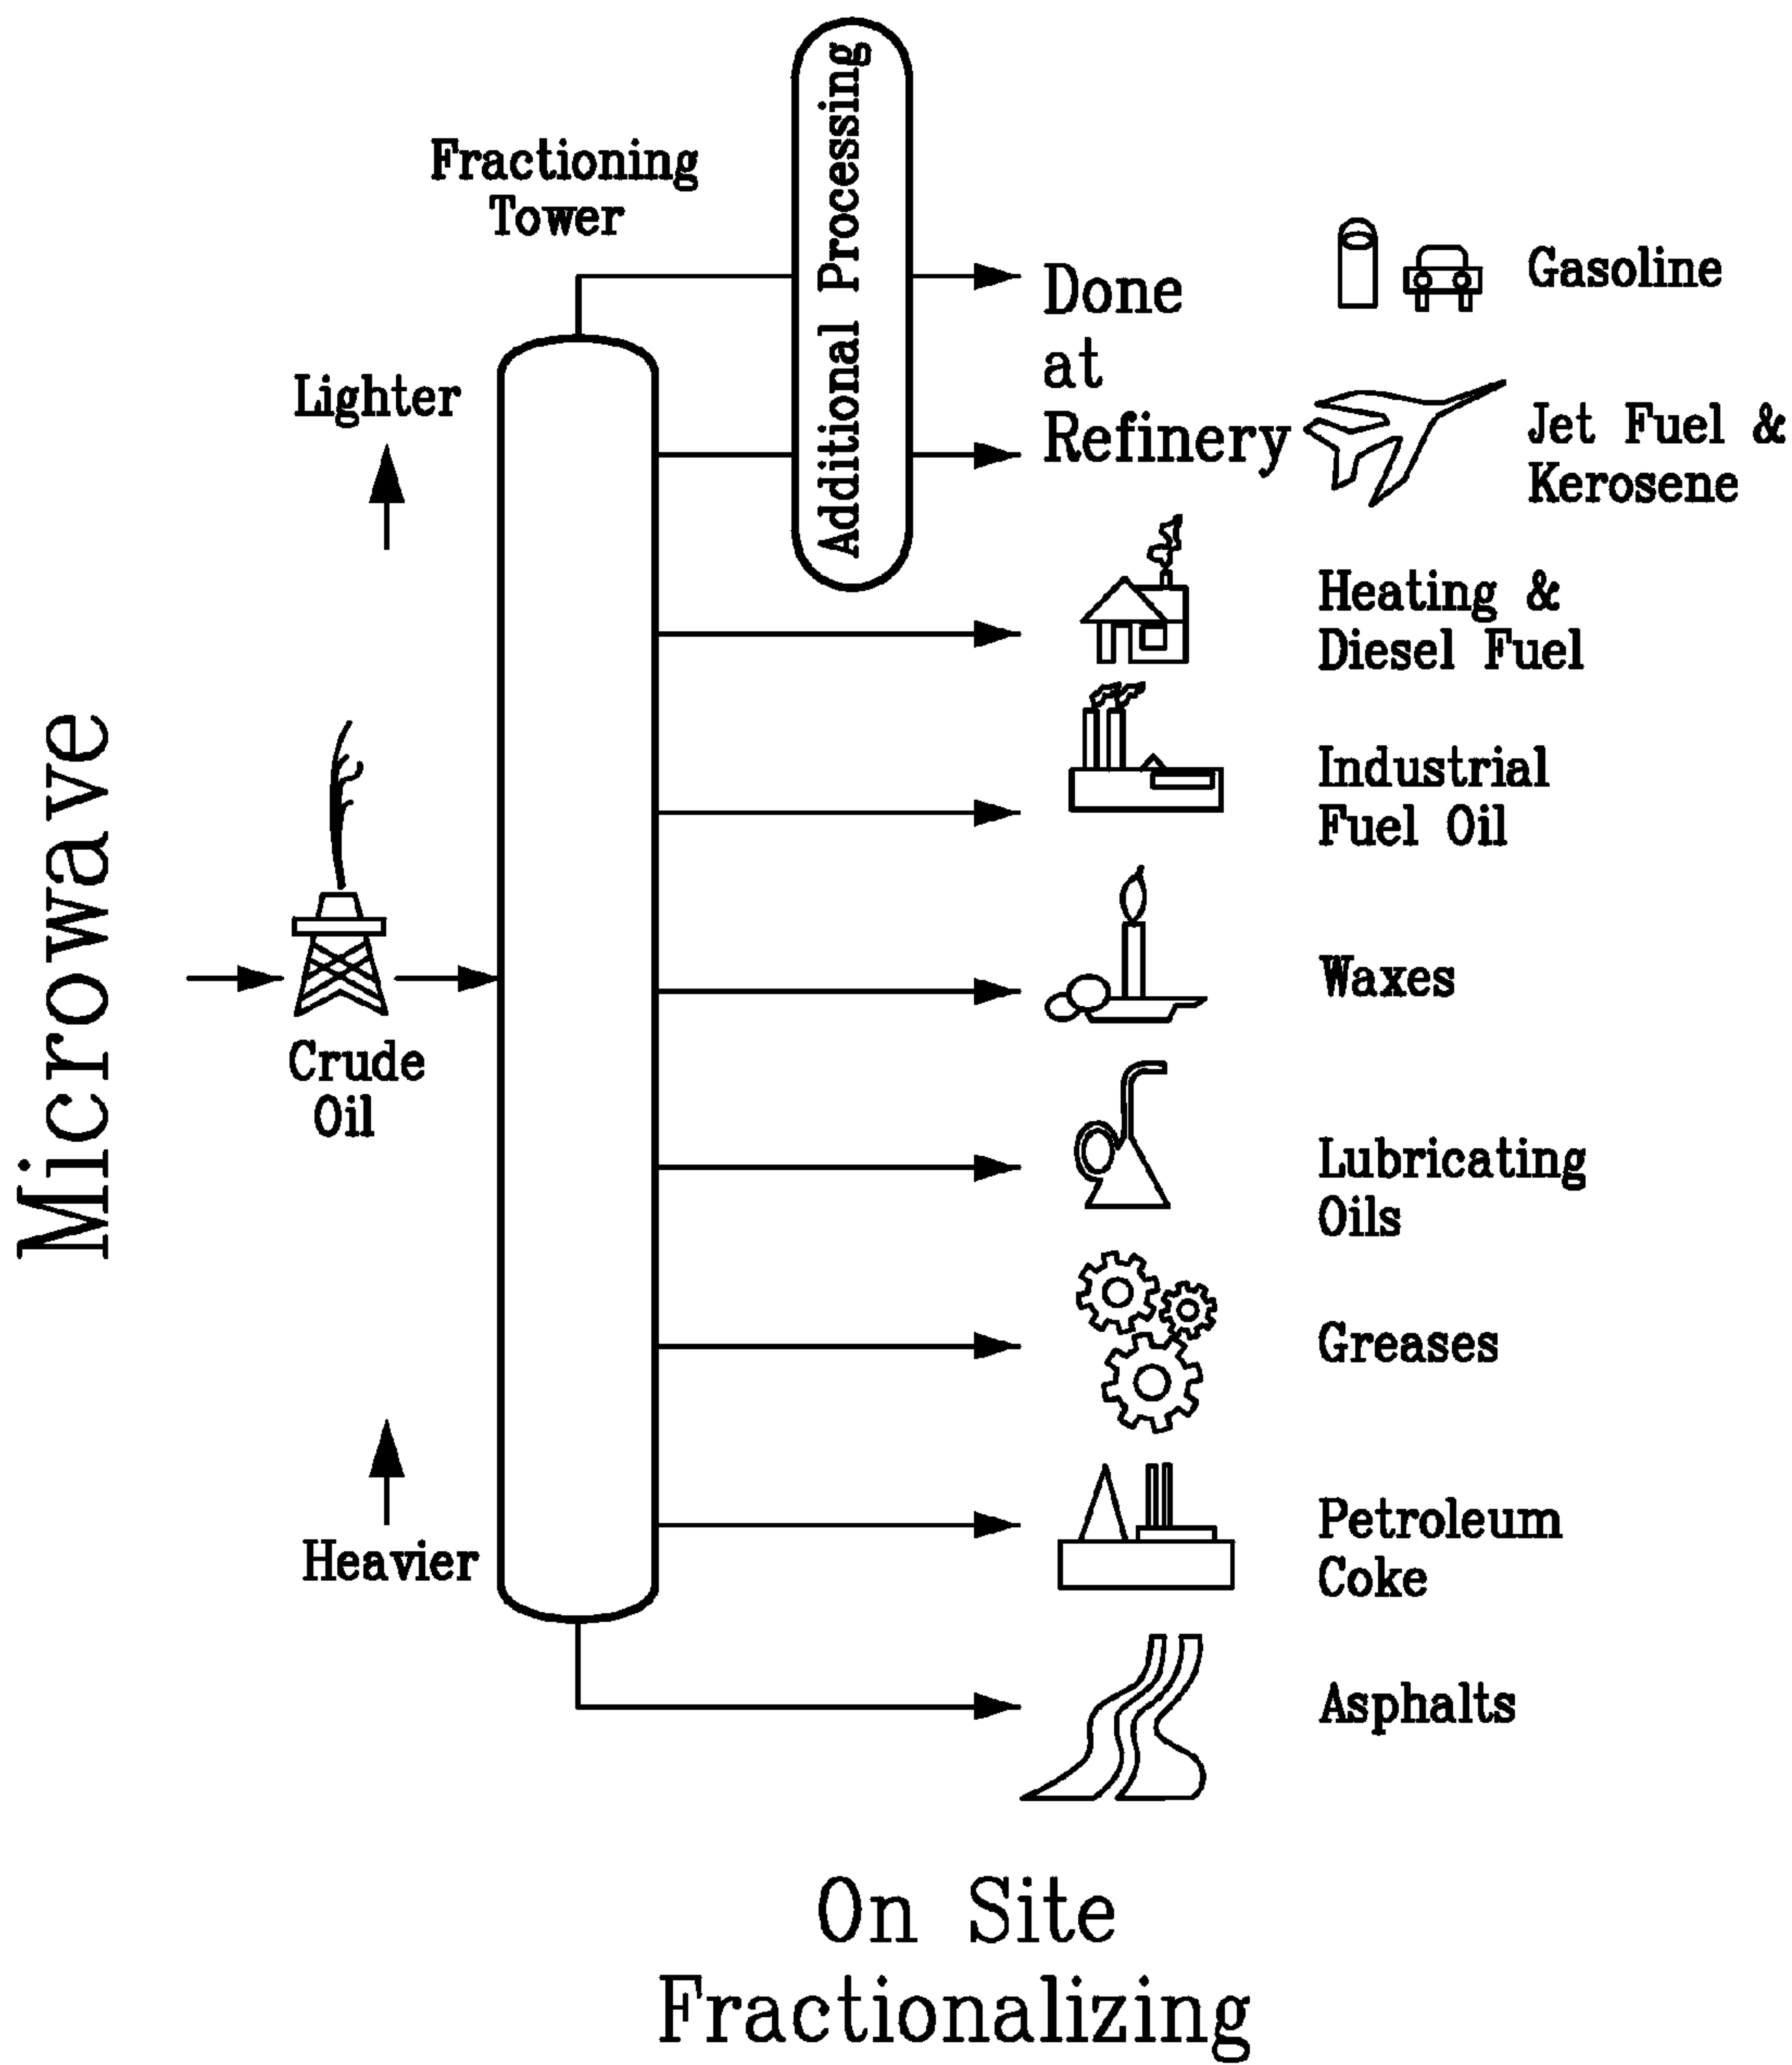 Fractioning
Tower
Additional Processing
Done
at
Refinery
Gasoline
Lighter
Jet Fuel &
Kerosene
Heating &
Diesel Fuel
Microwave
Industrial
Fuel Oil
Waxes
Crude
Oil
Lubricating
Oils
Greases
Heavier
Petroleum
Coke
Asphalts
On Site
Fractionalizing